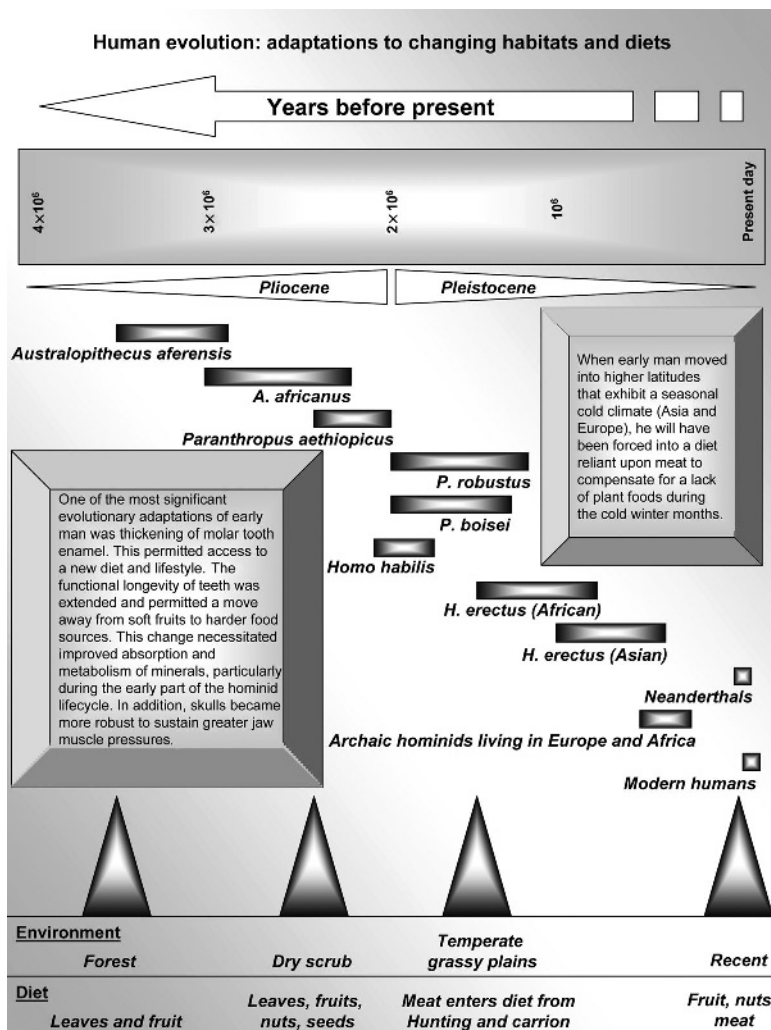 Human evolution: adaptations to changing habitats and diets
Years before present
4 × 10⁶
3 × 10⁶
2 × 10⁶
10⁶
Present day
Pliocene
Pleistocene
Australopithecus aferensis
A. africanus
Paranthropus aethiopicus
P. robustus
P. boisei
Homo habilis
H. erectus (African)
H. erectus (Asian)
Neanderthals
Archaic hominids living in Europe and Africa
Modern humans
When early man moved
into higher latitudes
that exhibit a seasonal
cold climate (Asia and
Europe), he will have
been forced into a diet
reliant upon meat to
compensate for a lack
of plant foods during
the cold winter months.
One of the most significant
evolutionary adaptations of early
man was thickening of molar tooth
enamel. This permitted access to
a new diet and lifestyle. The
functional longevity of teeth was
extended and permitted a move
away from soft fruits to harder food
sources. This change necessitated
improved absorption and
metabolism of minerals, particularly
during the early part of the hominid
lifecycle. In addition, skulls became
more robust to sustain greater jaw
muscle pressures.
Environment
Forest
Dry scrub
Temperate
grassy plains
Recent
Diet
Leaves and fruit
Leaves, fruits,
nuts, seeds
Meat enters diet from
Hunting and carrion
Fruit, nuts,
meat